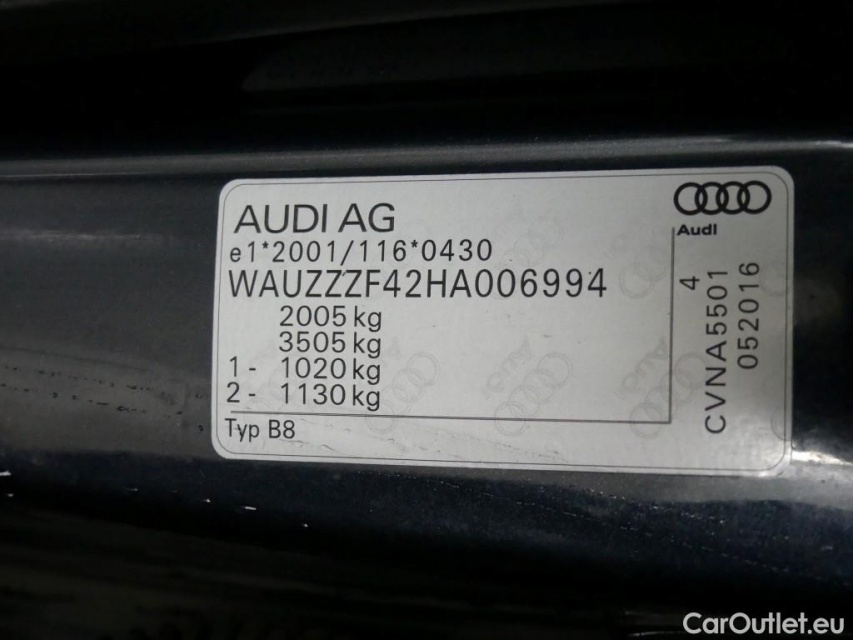 AUDI AG
e1*2001/116*0430
WAUZZZF42HA006994
2005 kg
3505 kg
1 - 1020 kg
2 - 1130 kg
Typ B8
Audi
4
CVNA5501
052016
CarOutlet.eu